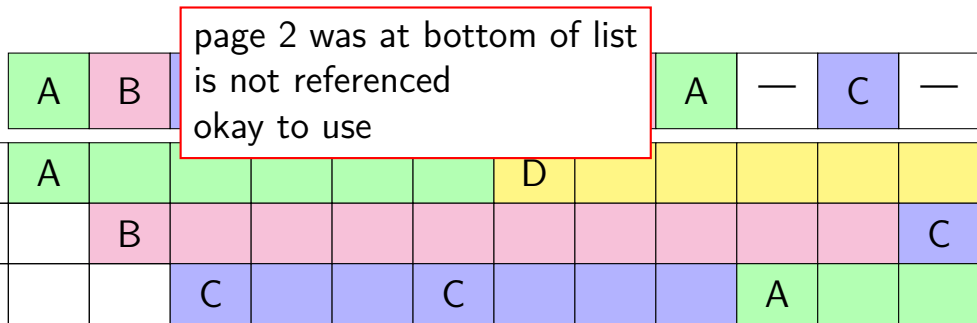 page 2 was at bottom of list
is not referenced
okay to use
A B A — C —
A D
B C
C C A